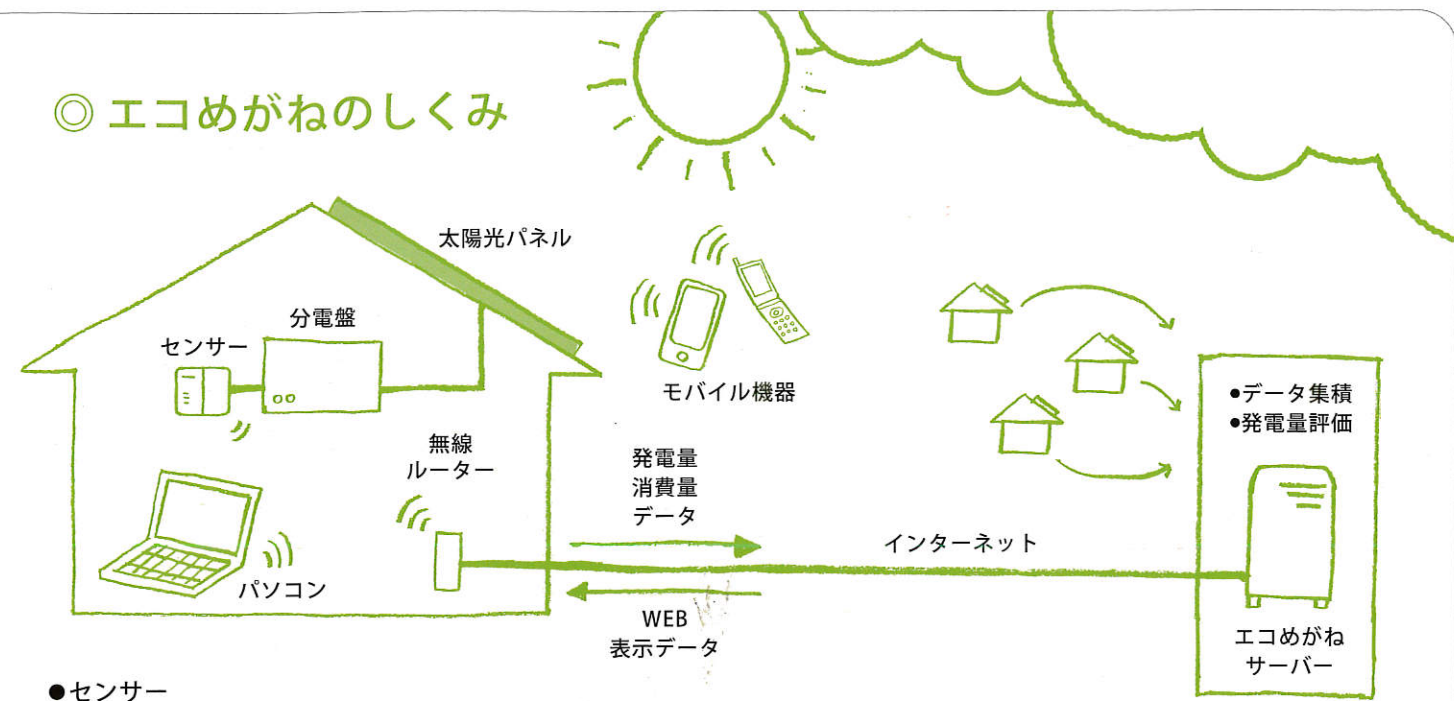 ◎ エコめがねのしくみ
太陽光パネル
分電盤
センサー
無線
ルーター
パソコン
モバイル機器
発電量
消費量
データ
インターネット
WEB
表示データ
●データ集積
●発電量評価
エコめがね
サーバー
●センサー